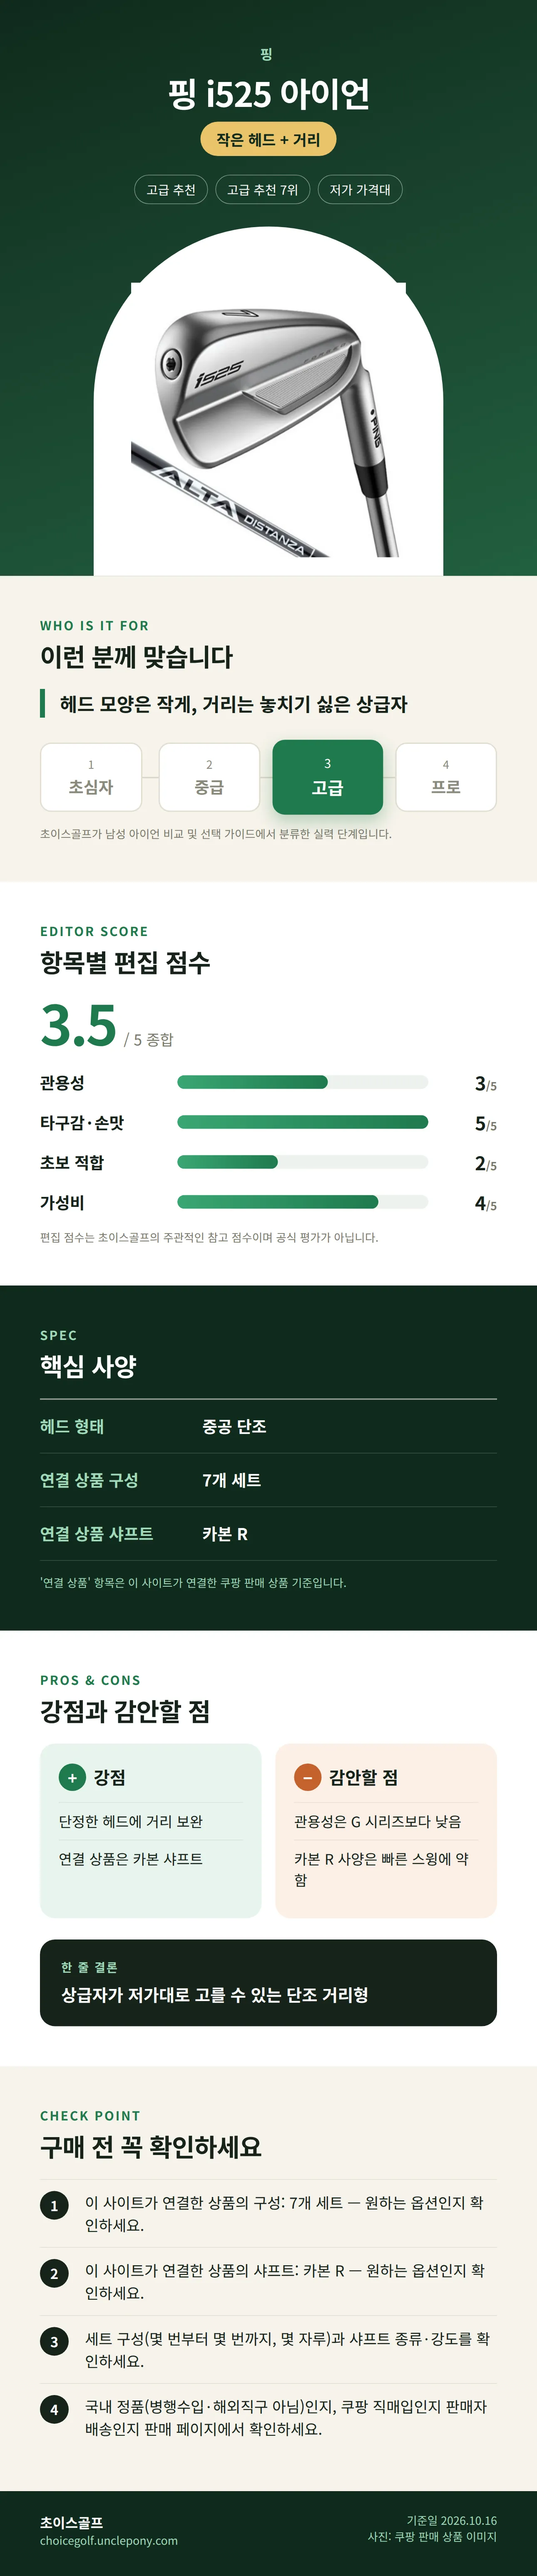 핑
핑 i525 아이언
작은 헤드 + 거리
고급 추천
고급 추천 7위
저가 가격대
i525
PING
ALTA
DISTANZA
WHO IS IT FOR
이런 분께 맞습니다
헤드 모양은 작게, 거리는 놓치기 싫은 상급자
1
초심자
2
중급
3
고급
4
프로
초이스골프가 남성 아이언 비교 및 선택 가이드에서 분류한 실력 단계입니다.
EDITOR SCORE
항목별 편집 점수
3.5 / 5 종합
관용성 3/5
타구감·손맛 5/5
초보 적합 2/5
가성비 4/5
편집 점수는 초이스골프의 주관적인 참고 점수이며 공식 평가가 아닙니다.
SPEC
핵심 사양
헤드 형태 중공 단조
연결 상품 구성 7개 세트
연결 상품 샤프트 카본 R
'연결 상품' 항목은 이 사이트가 연결한 쿠팡 판매 상품 기준입니다.
PROS & CONS
강점과 감안할 점
+ 강점
단정한 헤드에 거리 보완
연결 상품은 카본 샤프트
− 감안할 점
관용성은 G 시리즈보다 낮음
카본 R 사양은 빠른 스윙에 약
함
한 줄 결론
상급자가 저가대로 고를 수 있는 단조 거리형
CHECK POINT
구매 전 꼭 확인하세요
1 이 사이트가 연결한 상품의 구성: 7개 세트 — 원하는 옵션인지 확
인하세요.
2 이 사이트가 연결한 상품의 샤프트: 카본 R — 원하는 옵션인지 확
인하세요.
3 세트 구성(몇 번부터 몇 번까지, 몇 자루)과 샤프트 종류·강도를 확
인하세요.
4 국내 정품(병행수입·해외직구 아님)인지, 쿠팡 직매입인지 판매자
배송인지 판매 페이지에서 확인하세요.
초이스골프
choicegolf.unclepony.com
기준일 2026.10.16
사진: 쿠팡 판매 상품 이미지